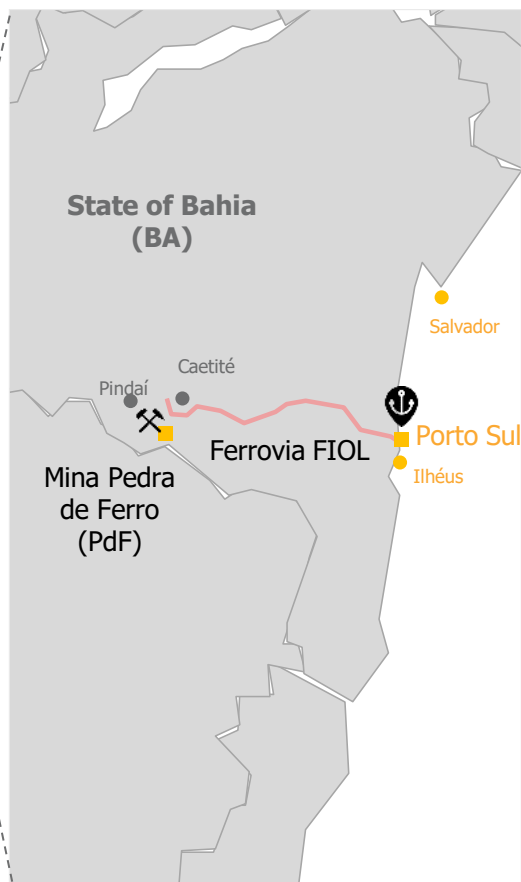 State of Bahia
(BA)
Salvador
Caetité
Pindaí
Porto Sul
Ferrovia FIOL
Ilhéus
Mina Pedra
de Ferro
(PdF)